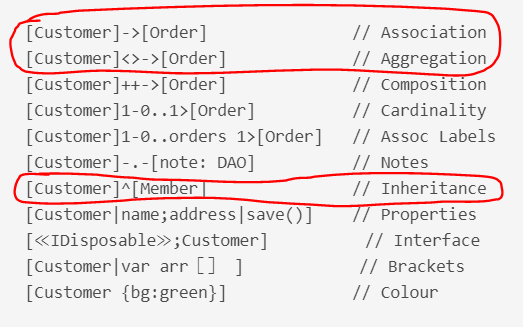 [Customer]->[Order] // Association
[Customer]<>->[Order] // Aggregation
[Customer]++->[Order] // Composition
[Customer]1-0..1>[Order] // Cardinality
[Customer]1-0..orders 1>[Order] // Assoc Labels
[Customer]-.-[note: DAO] // Notes
[Customer]^[Member] // Inheritance
[Customer|name;address|save()] // Properties
[≪IDisposable≫;Customer] // Interface
[Customer|var arr［］ ] // Brackets
[Customer {bg:green}] // Colour